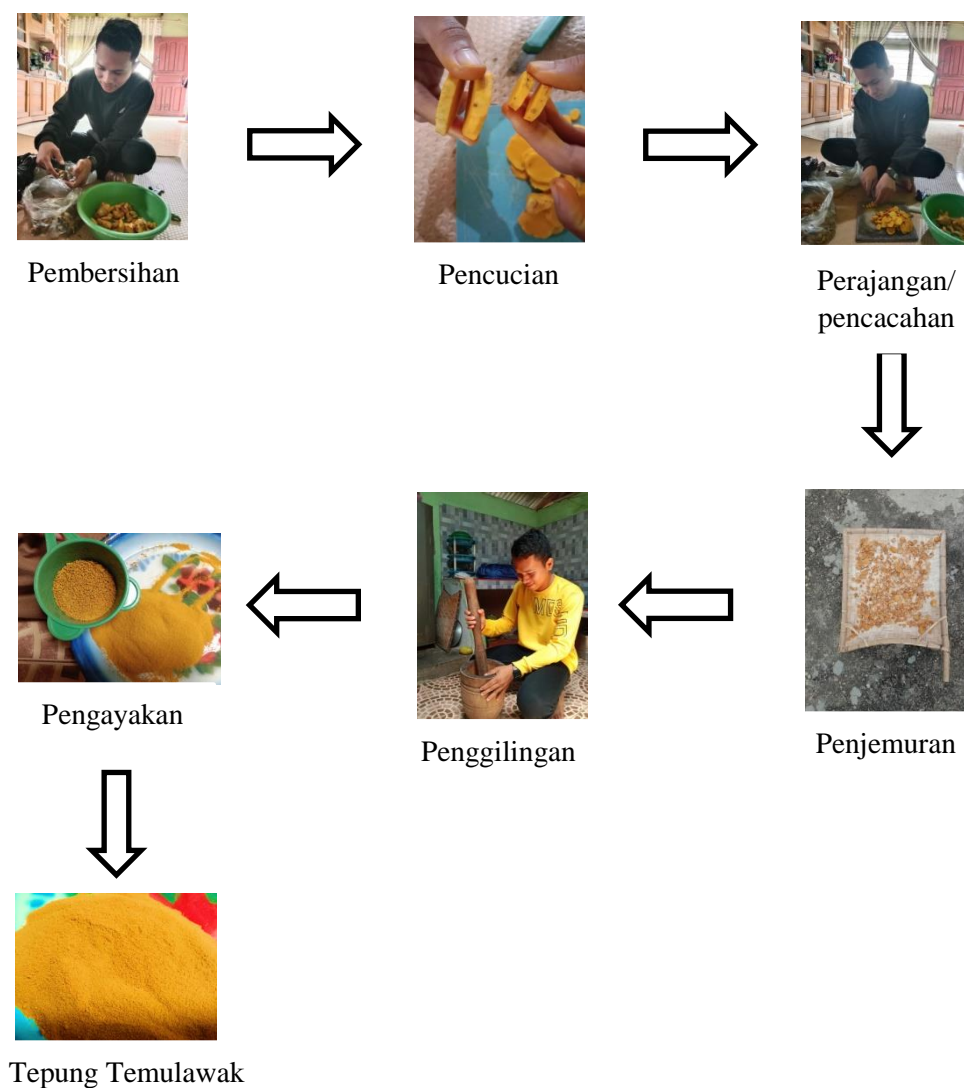 Pembersihan
Pencucian
Perajangan/
pencacahan
Penjemuran
Penggilingan
Pengayakan
Tepung Temulawak